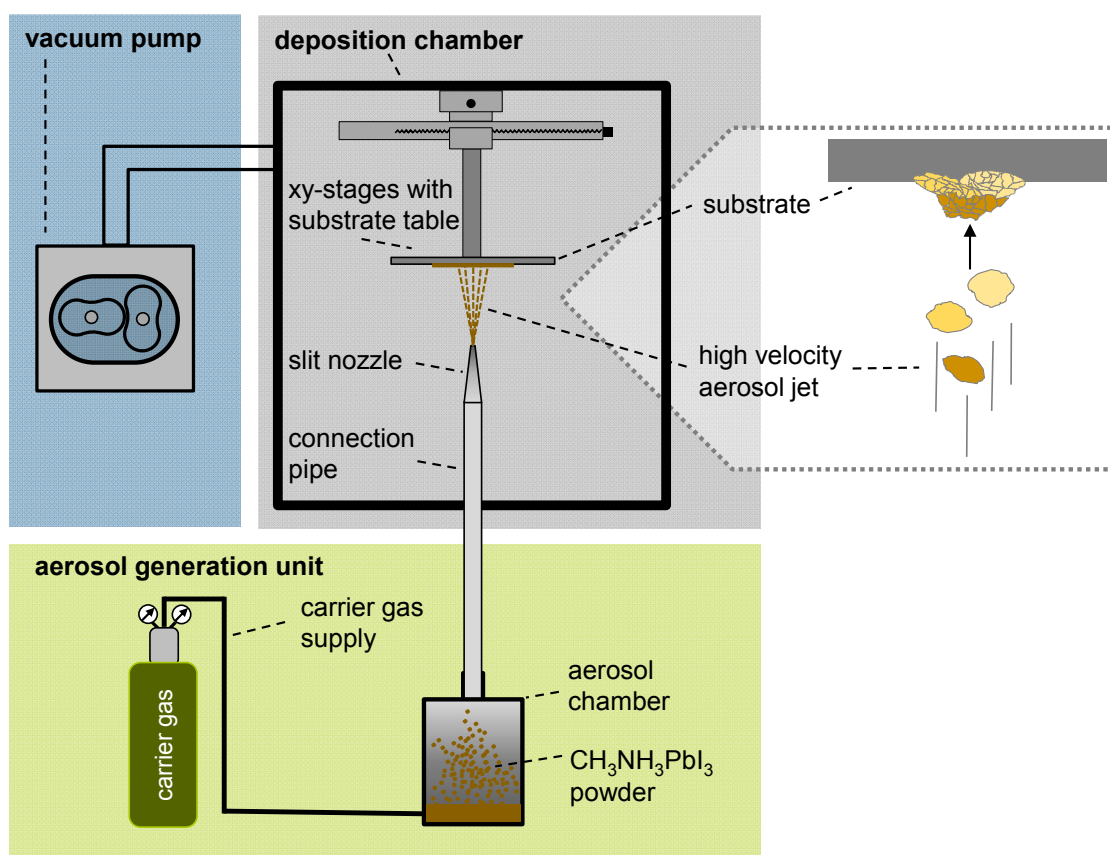 vacuum pump
deposition chamber
xy-stages with
substrate table
substrate
slit nozzle
high velocity
aerosol jet
connection
pipe
aerosol generation unit
carrier gas
supply
carrier gas
aerosol
chamber
CH₃NH₃PbI₃
powder